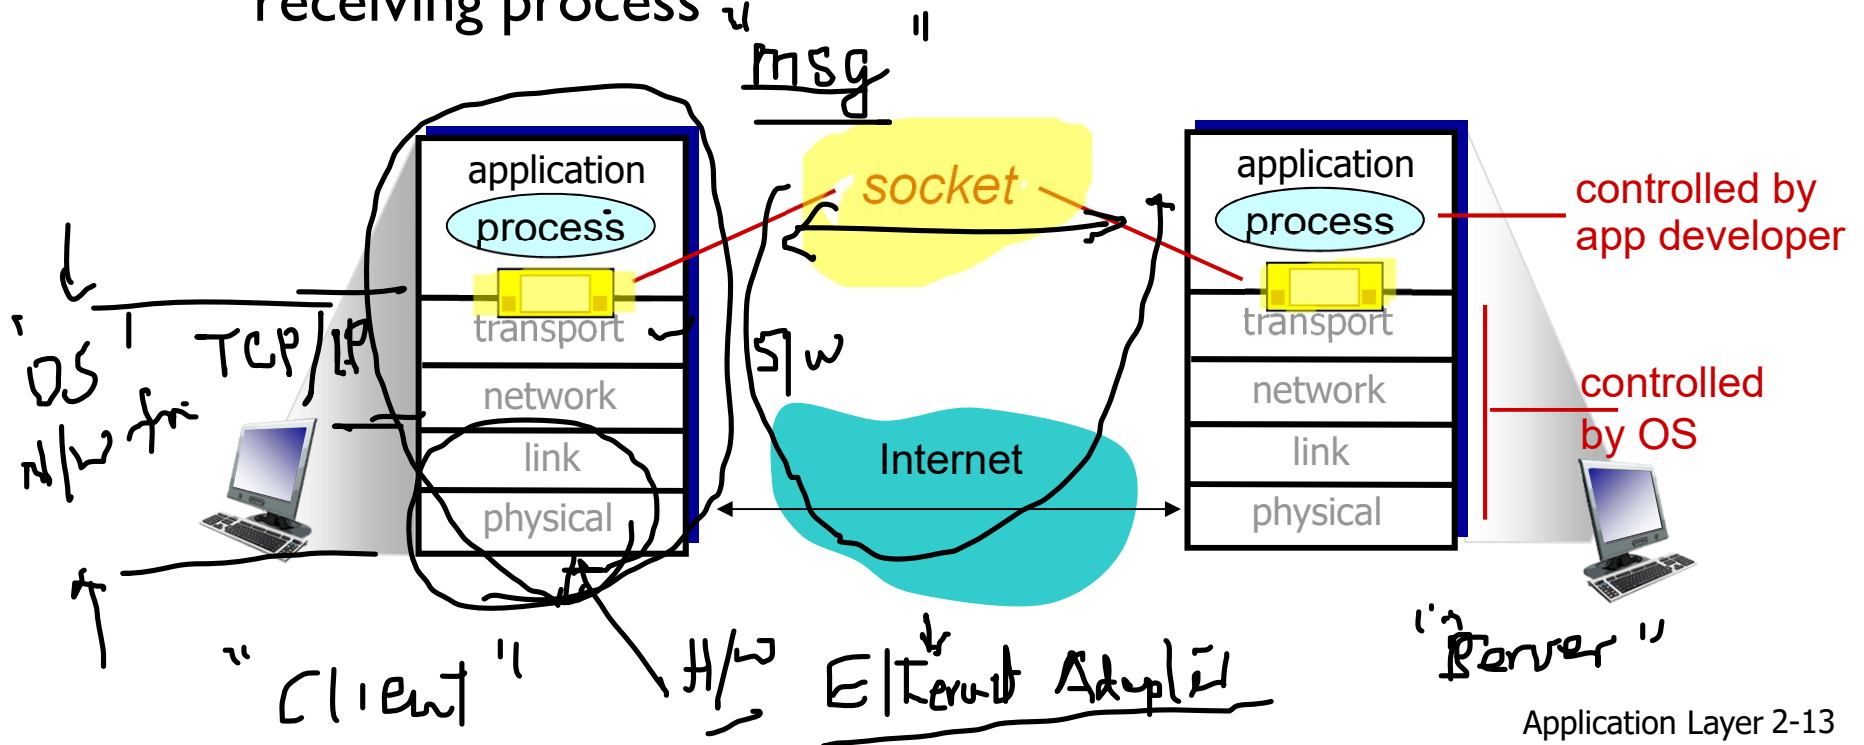 receiving process
"msg"
application
process
socket
application
process
controlled by
app developer
transport
S/W
transport
"OS"
TCP/IP
N/W fn
network
network
controlled
by OS
link
Internet
link
physical
physical
"Client"
H/W
Adapter
"Server"
Application Layer 2-13